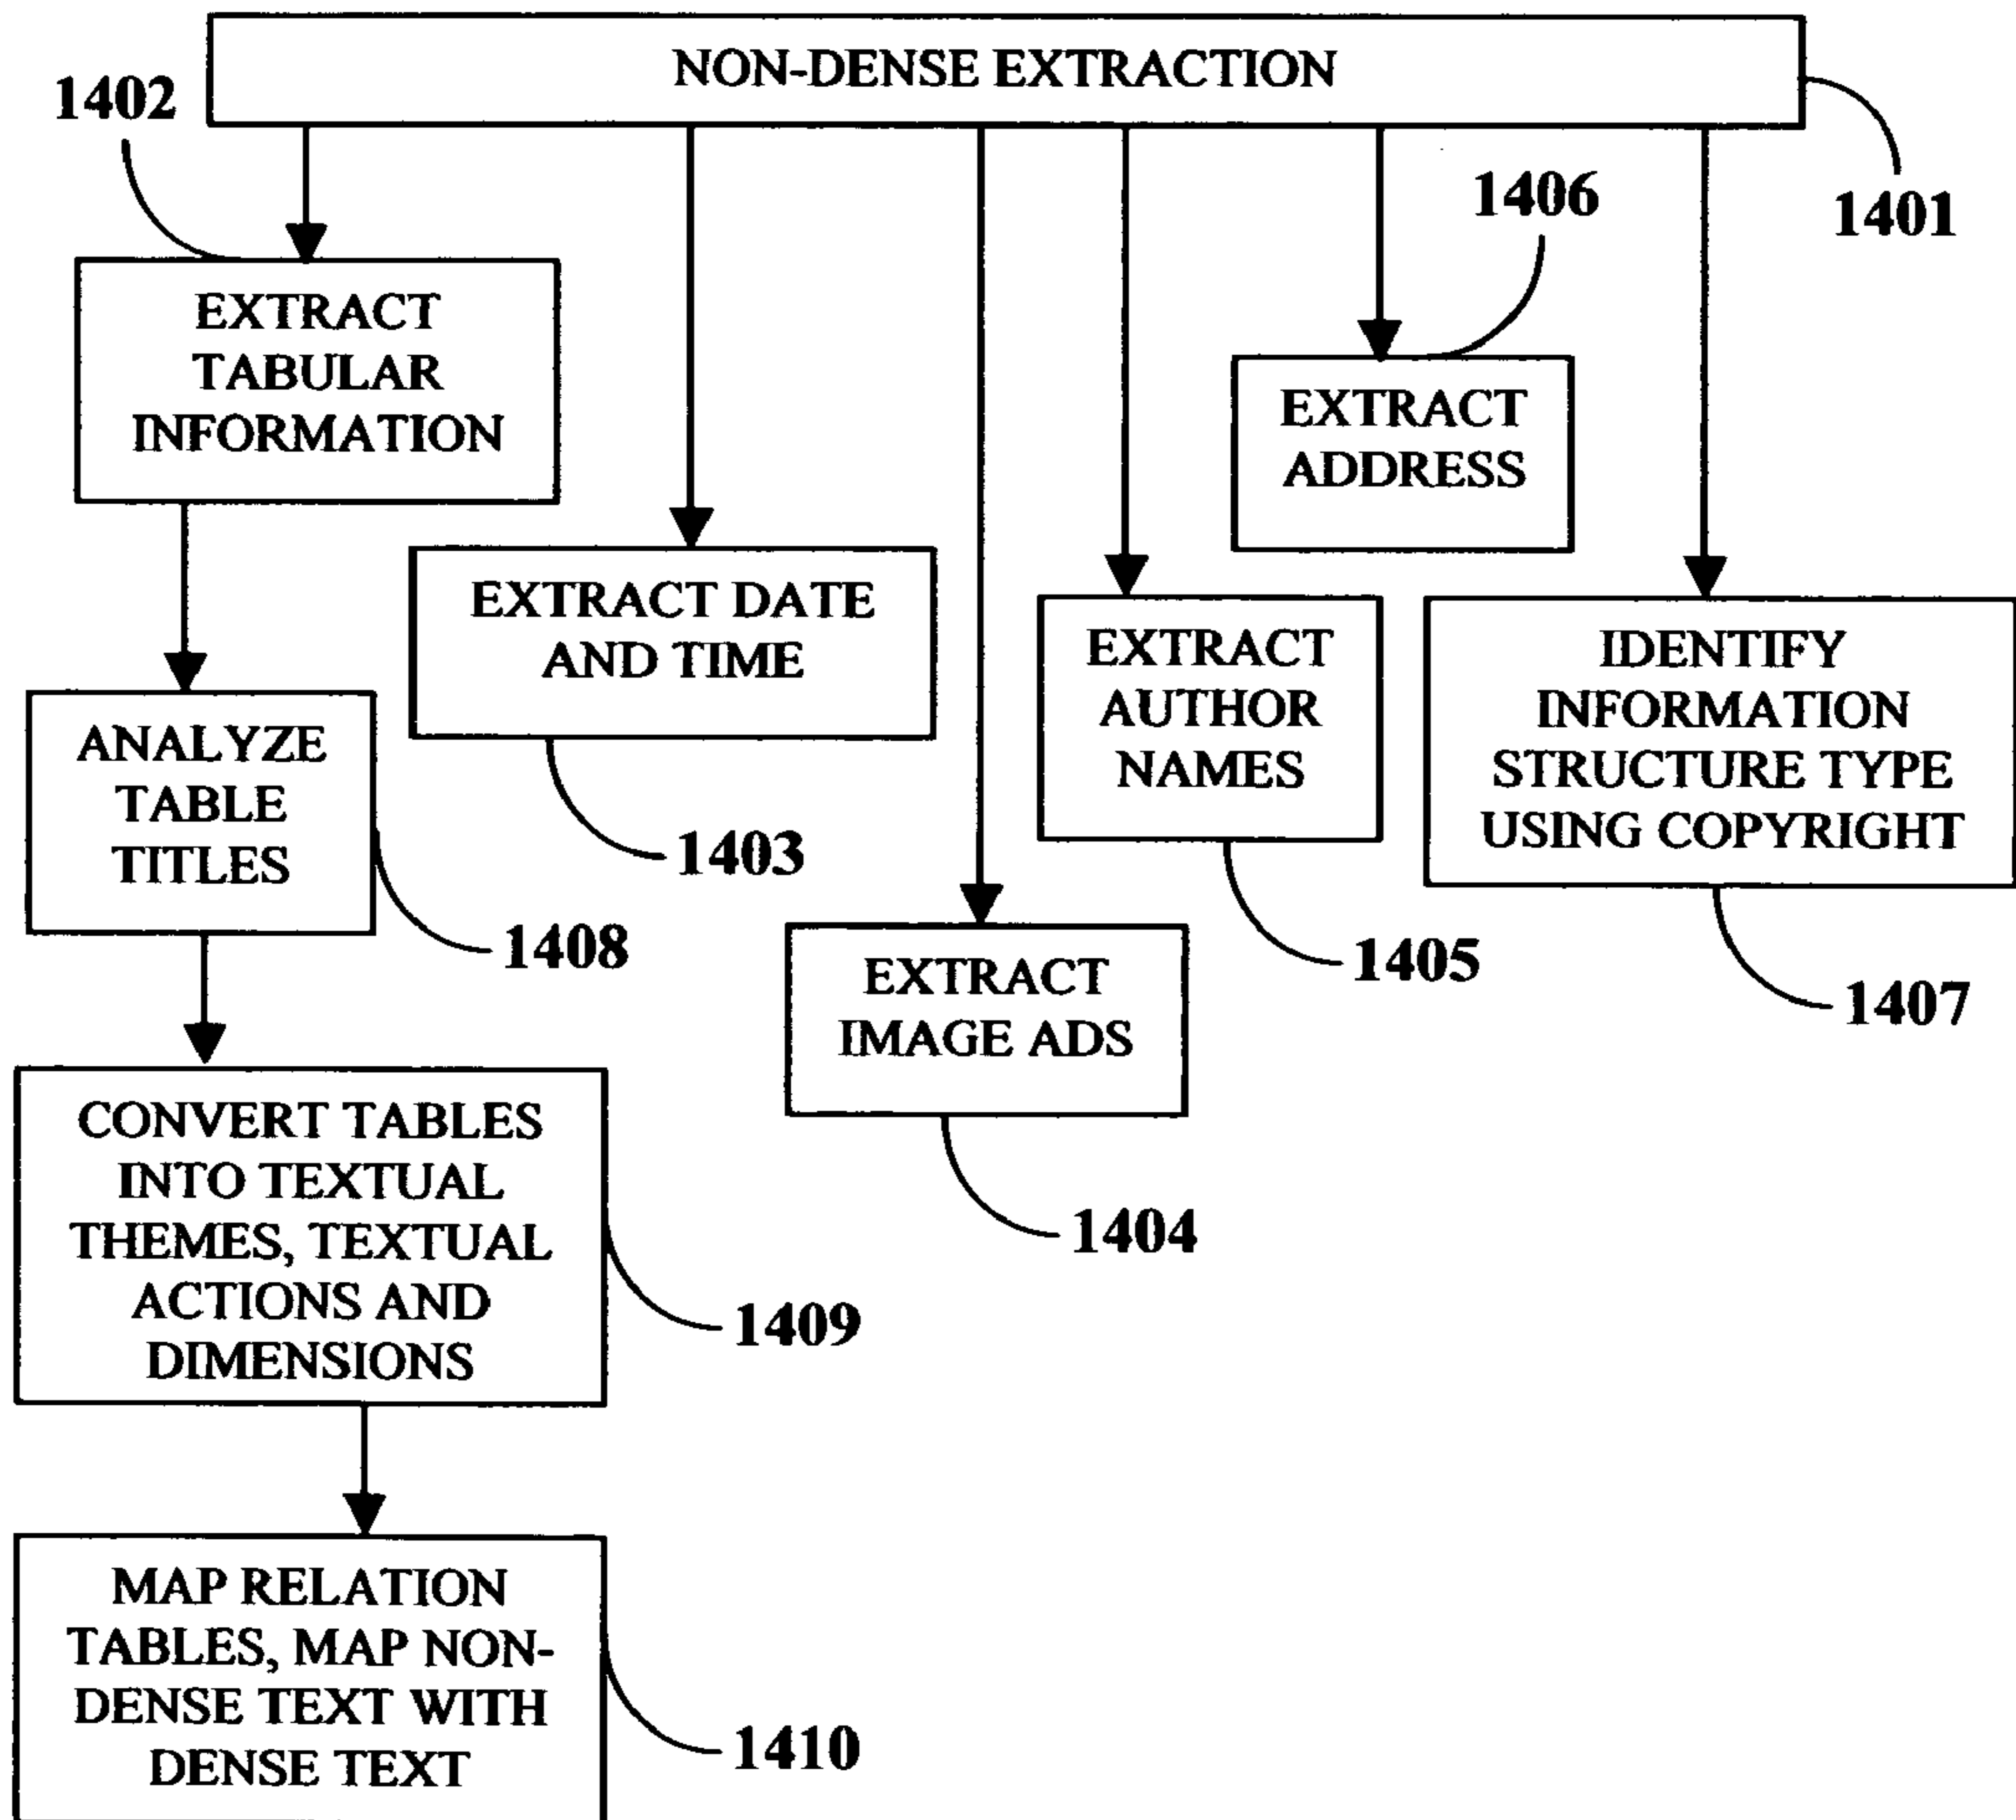 NON-DENSE EXTRACTION
1402
1401
1406
EXTRACT
TABULAR
INFORMATION
EXTRACT
ADDRESS
EXTRACT DATE
AND TIME
1403
EXTRACT
AUTHOR
NAMES
1405
IDENTIFY
INFORMATION
STRUCTURE TYPE
USING COPYRIGHT
1407
ANALYZE
TABLE
TITLES
1408
EXTRACT
IMAGE ADS
1404
CONVERT TABLES
INTO TEXTUAL
THEMES, TEXTUAL
ACTIONS AND
DIMENSIONS
1409
MAP RELATION
TABLES, MAP NON-
DENSE TEXT WITH
DENSE TEXT
1410